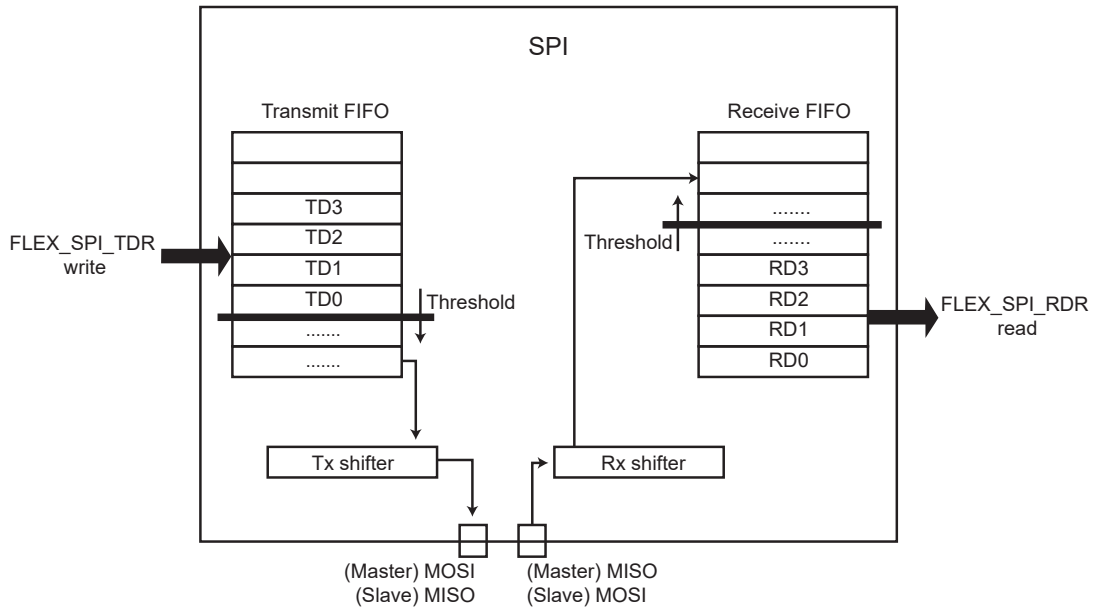 SPI
Transmit FIFO
TD3
TD2
TD1
TD0
.......
.......
FLEX_SPI_TDR
write
Threshold
Receive FIFO
.......
.......
RD3
RD2
RD1
RD0
Threshold
FLEX_SPI_RDR
read
Tx shifter
Rx shifter
(Master) MOSI
(Slave) MISO
(Master) MISO
(Slave) MOSI